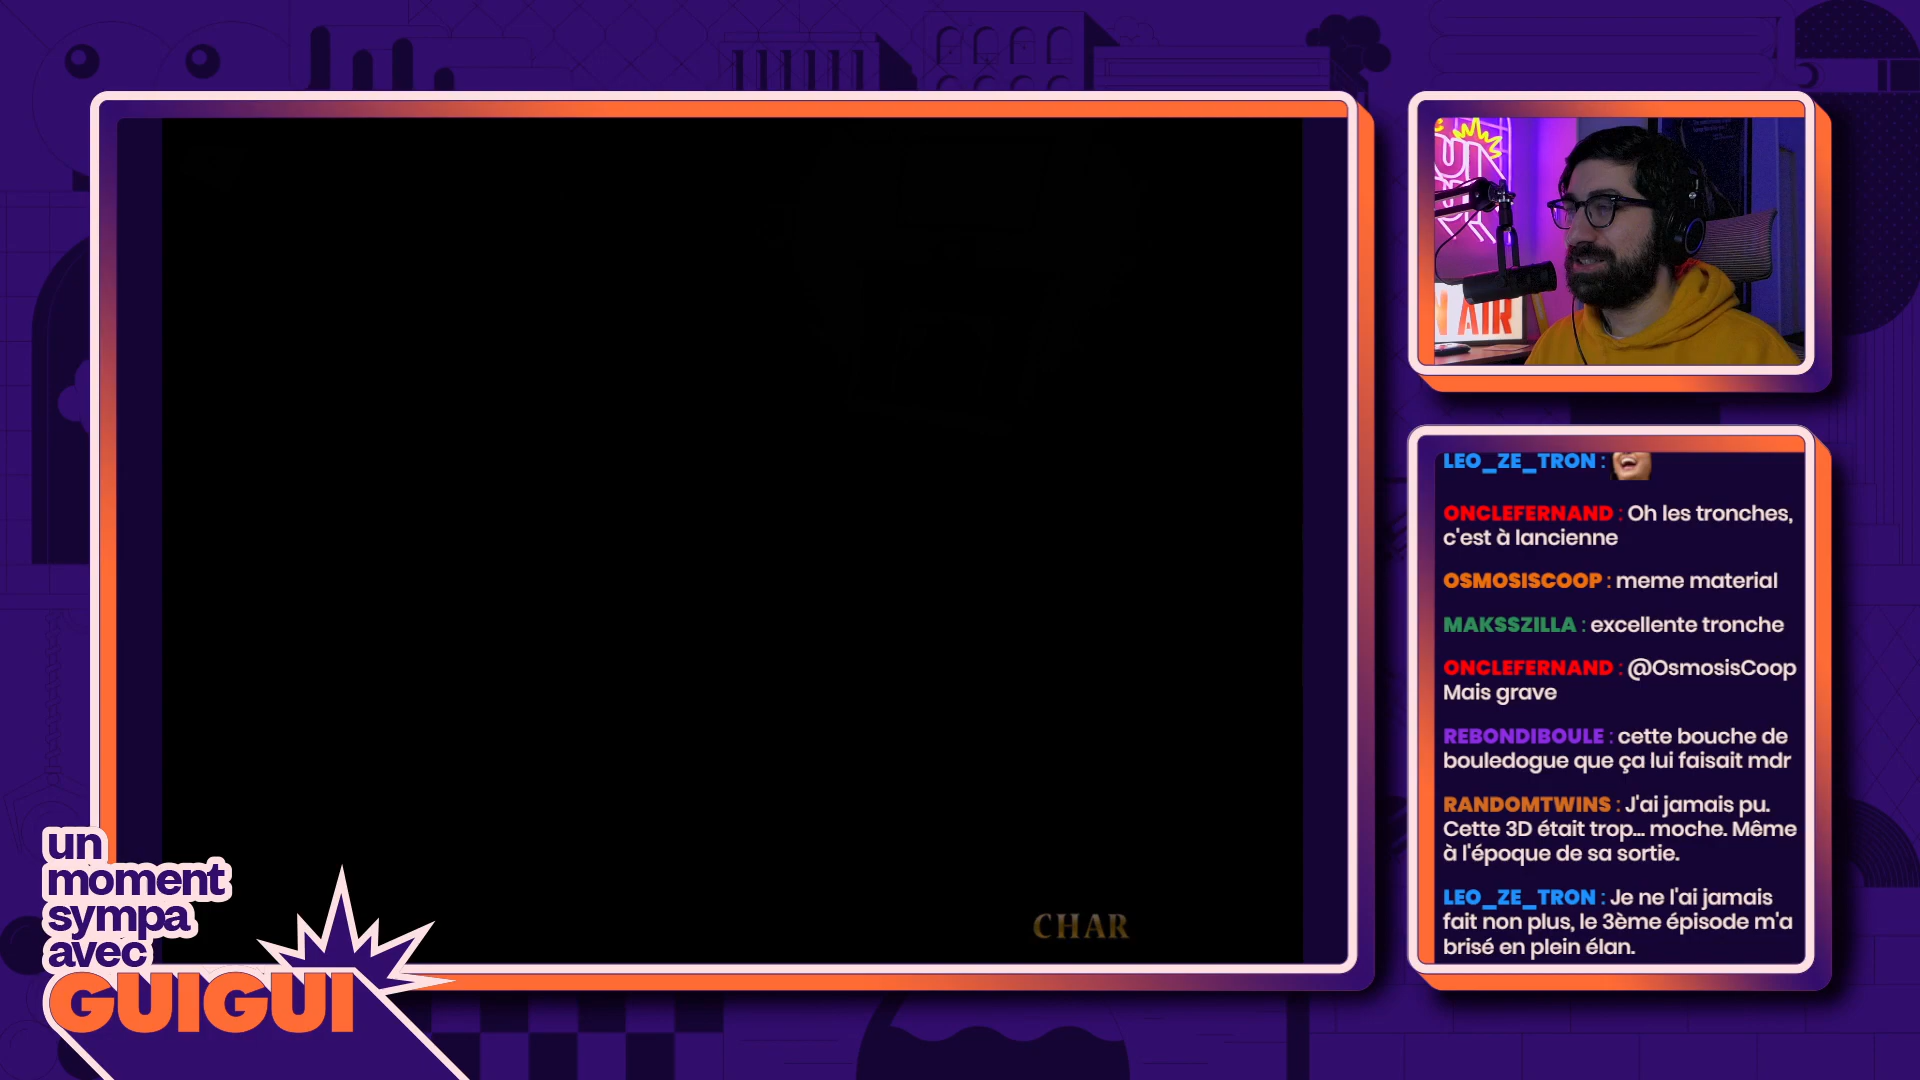 CHAR
ON AIR
LEO_ZE_TRON :
ONCLEFERNAND : Oh les tronches,
c'est à lancienne
OSMOSISCOOP : meme material
MAKSSZILLA : excellente tronche
ONCLEFERNAND : @OsmosisCoop
Mais grave
REBONDIBOULE : cette bouche de
bouledogue que ça lui faisait mdr
RANDOMTWINS : J'ai jamais pu.
Cette 3D était trop... moche. Même
à l'époque de sa sortie.
LEO_ZE_TRON : Je ne l'ai jamais
fait non plus, le 3ème épisode m'a
brisé en plein élan.
un
moment
sympa
avec
GUIGUI